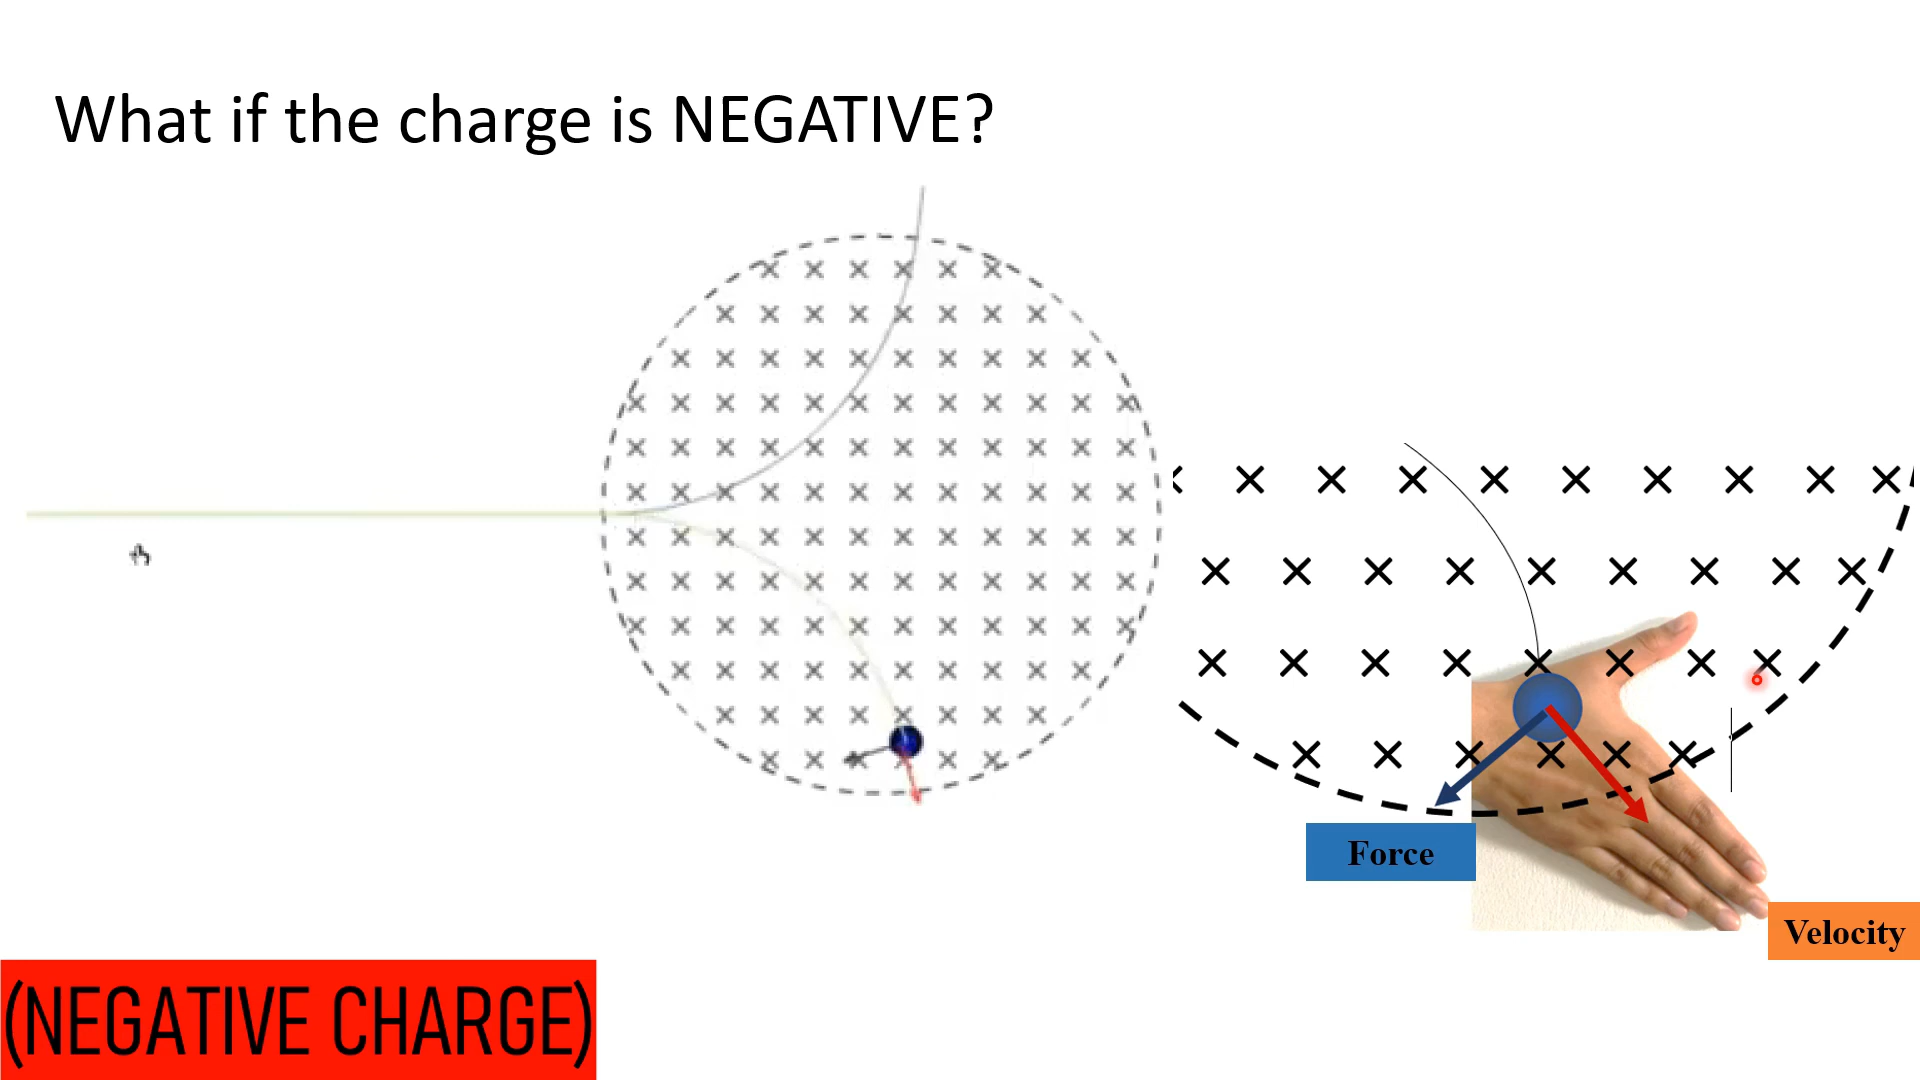 What if the charge is NEGATIVE?
Force
Velocity
(NEGATIVE CHARGE)